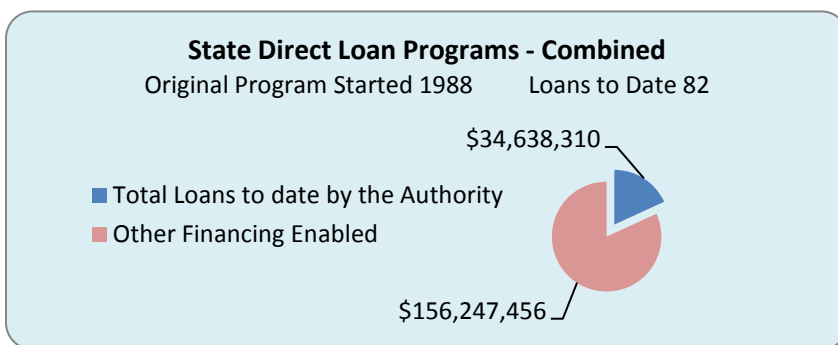 State Direct Loan Programs - Combined
Original Program Started 1988 Loans to Date 82
$34,638,310
Total Loans to date by the Authority
Other Financing Enabled
$156,247,456